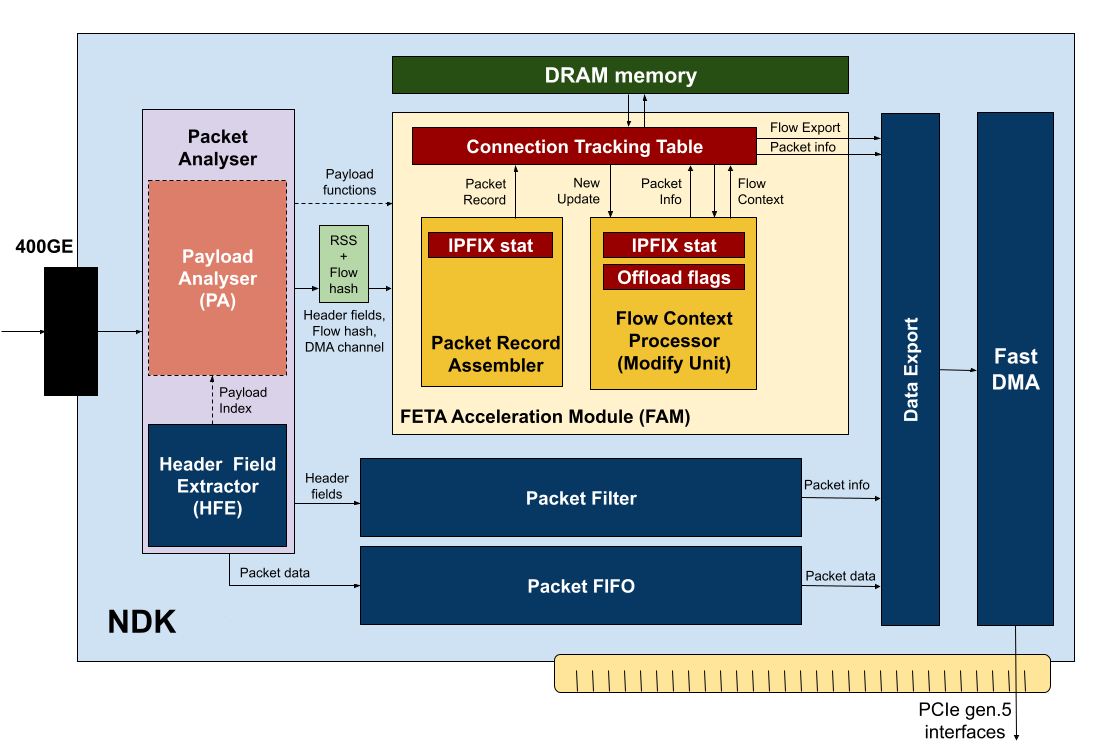 DRAM memory
Connection Tracking Table
Flow Export
Packet info
Packet
Analyser
Payload
functions
Packet
Record
New
Update
Packet
Info
Flow
Context
400GE
Payload
Analyser
(PA)
RSS
+
Flow
hash
Header fields,
Flow hash,
DMA channel
IPFIX stat
Packet Record
Assembler
IPFIX stat
Offload flags
Flow Context
Processor
(Modify Unit)
FETA Acceleration Module (FAM)
Payload
Index
Header Field
Extractor
(HFE)
Header
fields
Packet Filter
Packet info
Packet data
Packet FIFO
Packet data
Data Export
Fast
DMA
NDK
PCIe gen.5
interfaces